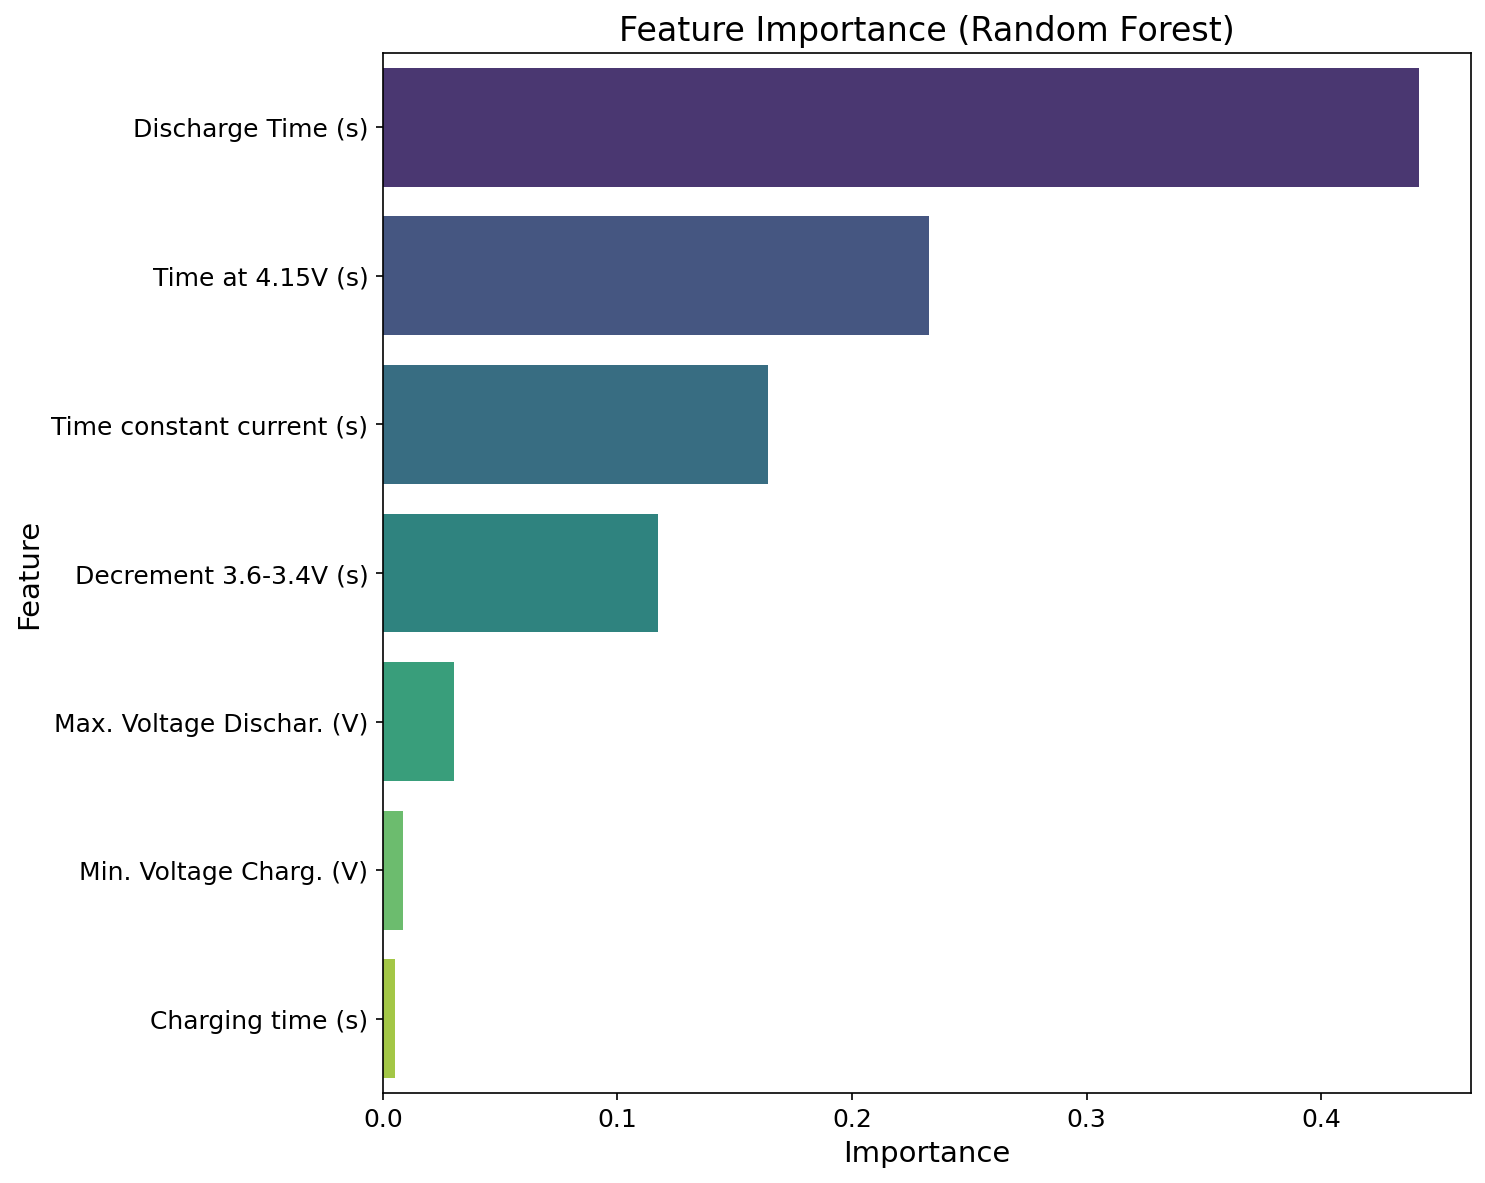 Feature Importance (Random Forest)
Discharge Time (s)
Time at 4.15V (s)
Time constant current (s)
Decrement 3.6-3.4V (s)
Max. Voltage Dischar. (V)
Min. Voltage Charg. (V)
Charging time (s)
Feature
0.0 0.1 0.2 0.3 0.4
Importance